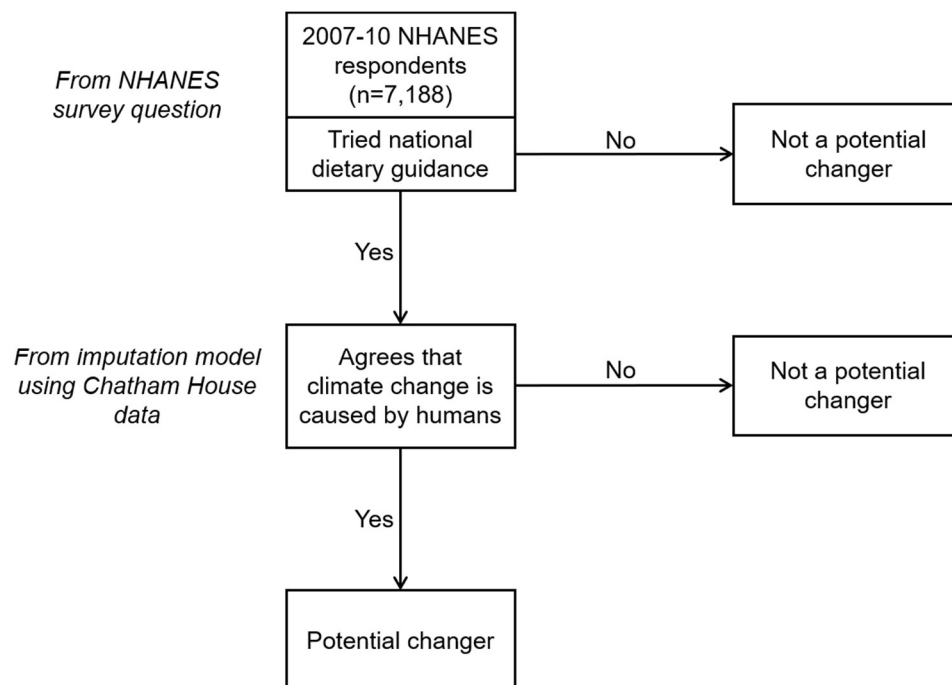 From NHANES
survey question
2007-10 NHANES
respondents
(n=7,188)
Tried national
dietary guidance
No
Not a potential
changer
Yes
From imputation model
using Chatham House
data
Agrees that
climate change is
caused by humans
No
Not a potential
changer
Yes
Potential changer